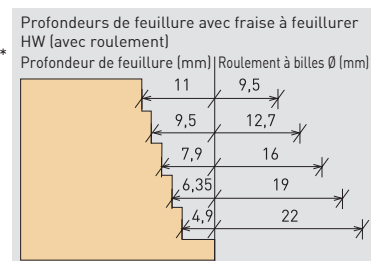 Profondeurs de feuillure avec fraise à feuillurer
HW (avec roulement)
*
Profondeur de feuillure (mm) Roulement à billes Ø (mm)
11 9,5
9,5 12,7
7,9 16
6,35 19
4,9 22